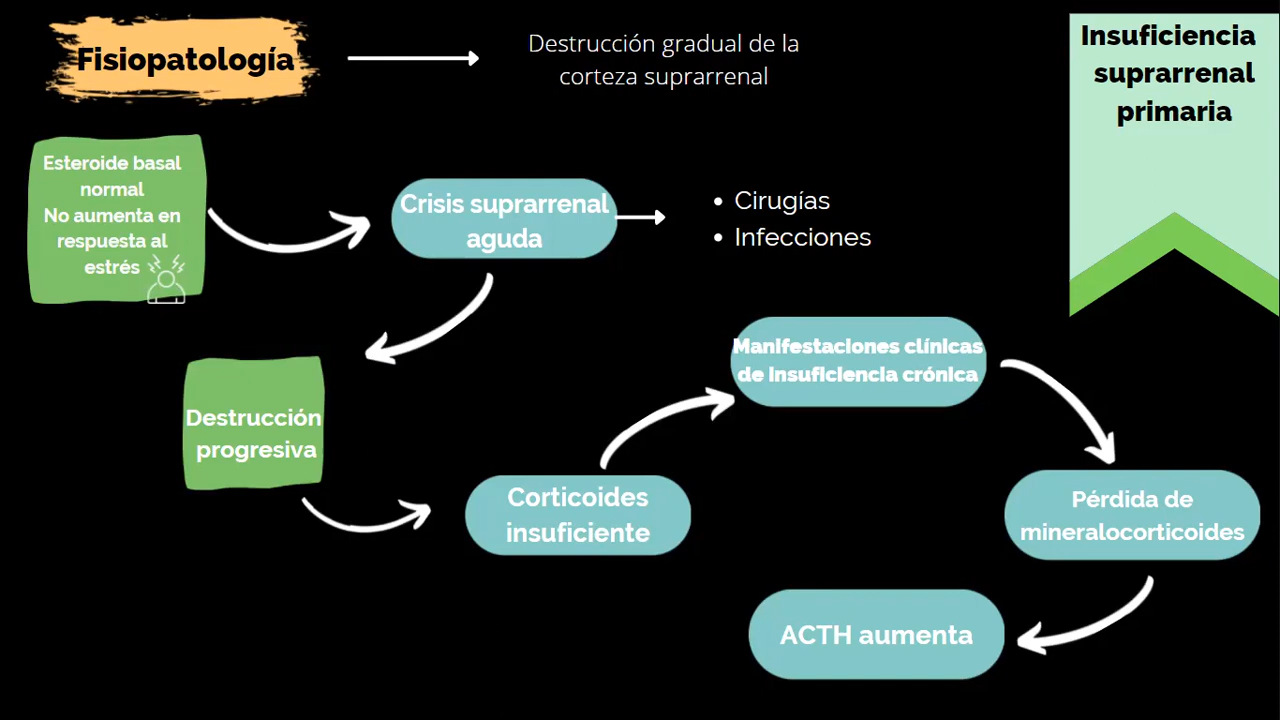 Fisiopatología
Destrucción gradual de la
corteza suprarrenal
Insuficiencia
suprarrenal
primaria
Esteroide basal
normal
No aumenta en
respuesta al
estrés
Crisis suprarrenal
aguda
• Cirugías
• Infecciones
Manifestaciones clínicas
de insuficiencia crónica
Destrucción
progresiva
Corticoides
insuficiente
Pérdida de
mineralocorticoides
ACTH aumenta